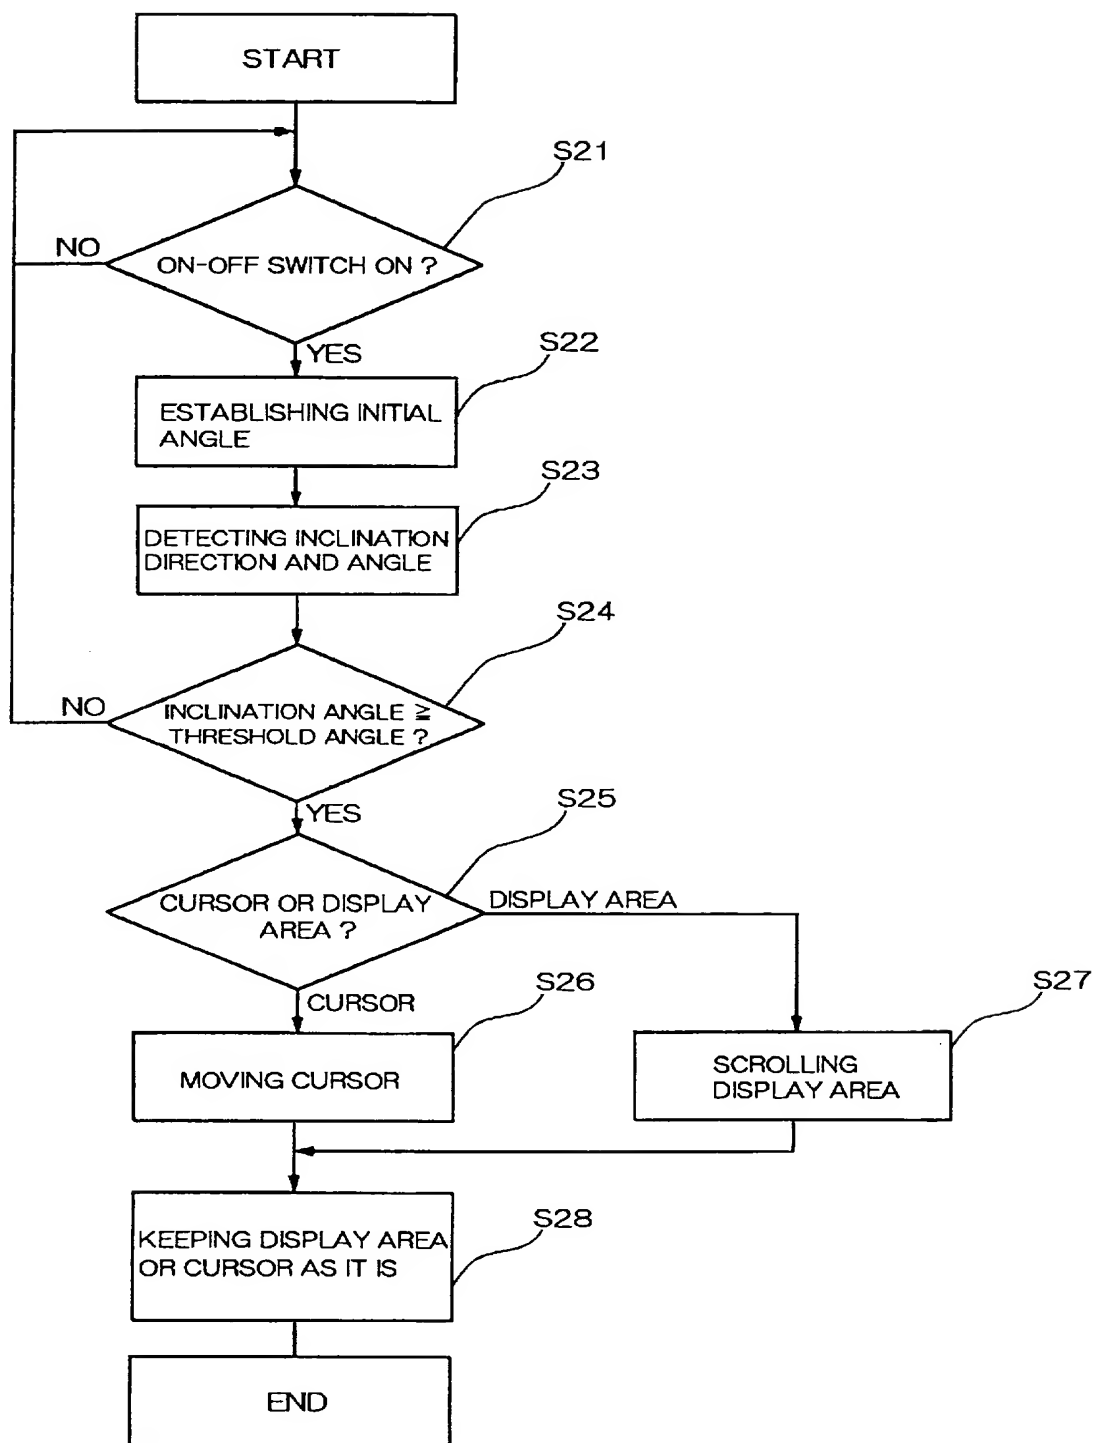 START
S21
NO
ON-OFF SWITCH ON ?
YES
S22
ESTABLISHING INITIAL
ANGLE
S23
DETECTING INCLINATION
DIRECTION AND ANGLE
S24
NO
INCLINATION ANGLE ≧
THRESHOLD ANGLE ?
YES
S25
CURSOR OR DISPLAY
AREA ?
DISPLAY AREA
CURSOR
S26
S27
MOVING CURSOR
SCROLLING
DISPLAY AREA
S28
KEEPING DISPLAY AREA
OR CURSOR AS IT IS
END